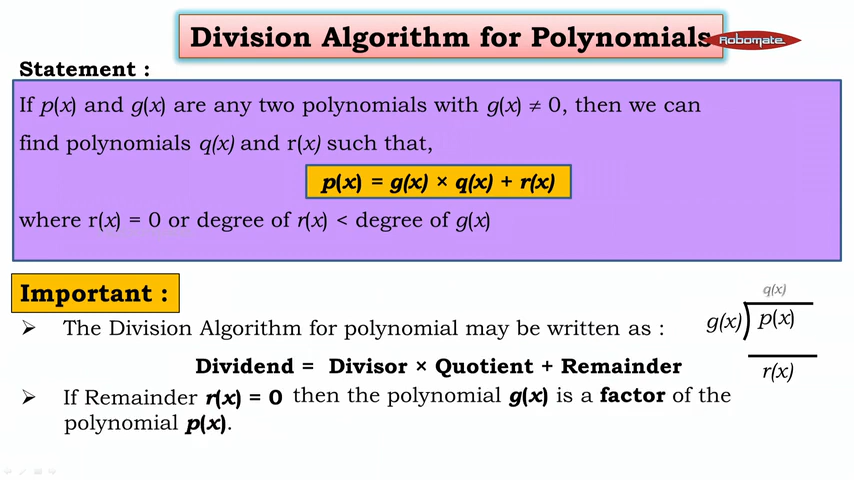 Division Algorithm for Polynomials
Robomate
Statement :
If p(x) and g(x) are any two polynomials with g(x) ≠ 0, then we can
find polynomials q(x) and r(x) such that,
p(x) = g(x) × q(x) + r(x)
where r(x) = 0 or degree of r(x) < degree of g(x)
Important :
➢ The Division Algorithm for polynomial may be written as :
Dividend = Divisor × Quotient + Remainder
➢ If Remainder r(x) = 0 then the polynomial g(x) is a factor of the
polynomial p(x).
q(x)
g(x) p(x)
r(x)